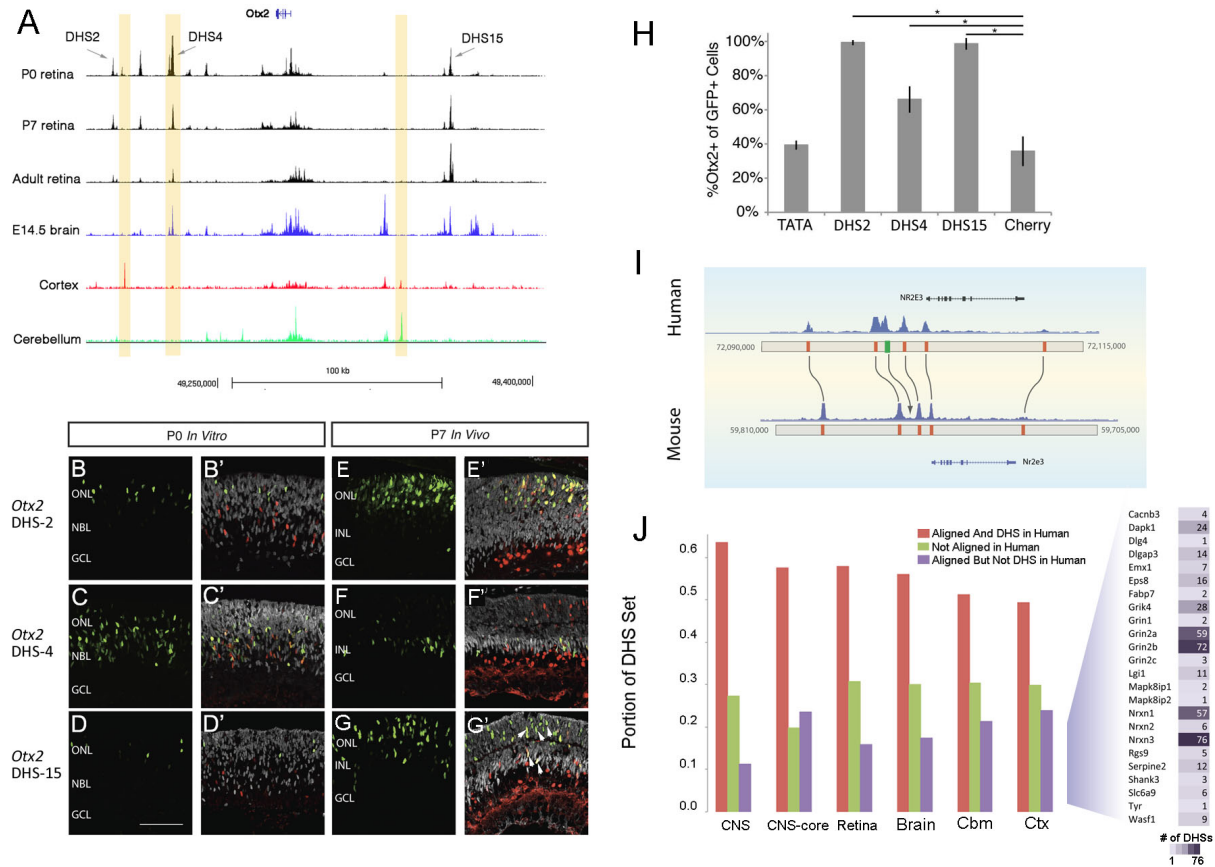 A
Otx2
DHS2
DHS4
DHS15
P0 retina
P7 retina
Adult retina
E14.5 brain
Cortex
Cerebellum
100 kb
49,250,000
49,400,000
P0 In Vitro
P7 In Vivo
Otx2
DHS-2
B
ONL
NBL
GCL
B'
E
ONL
INL
GCL
E'
Otx2
DHS-4
C
ONL
NBL
GCL
C'
F
ONL
INL
GCL
F'
Otx2
DHS-15
D
ONL
NBL
GCL
D'
G
ONL
INL
GCL
G'
H
%Otx2+ of GFP+ Cells
*
*
*
100%
80%
60%
40%
20%
0%
TATA
DHS2
DHS4
DHS15
Cherry
I
Human
NR2E3
72,090,000
72,115,000
Mouse
59,810,000
59,705,000
Nr2e3
J
Portion of DHS Set
Aligned And DHS in Human
Not Aligned in Human
Aligned But Not DHS in Human
0.6
0.5
0.4
0.3
0.2
0.1
0.0
CNS
CNS-core
Retina
Brain
Cbm
Ctx
Cacnb3 4
Dapk1 24
Dlg4 1
Dlgap3 14
Emx1 7
Eps8 16
Fabp7 2
Grik4 28
Grin1 2
Grin2a 59
Grin2b 72
Grin2c 3
Lgi1 11
Mapk8ip1 2
Mapk8ip2 1
Nrxn1 57
Nrxn2 6
Nrxn3 76
Rgs9 5
Serpine2 12
Shank3 3
Slc6a9 6
Tyr 1
Wasf1 9
# of DHSs
1 76